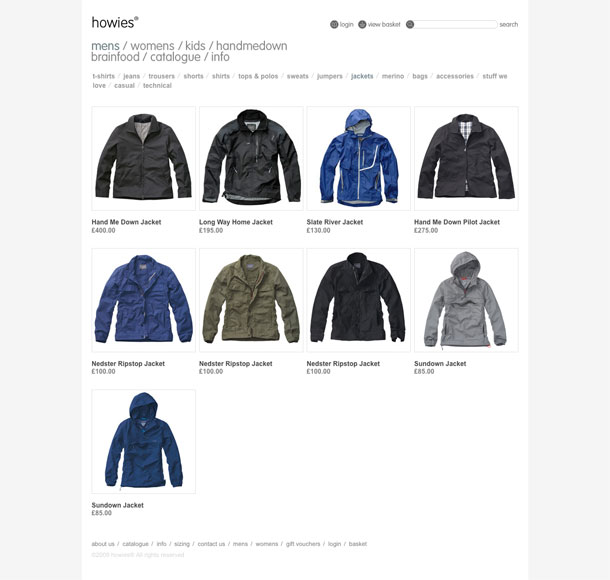 howies®
login view basket search
mens / womens / kids / handmedown
brainfood / catalogue / info
t-shirts / jeans / trousers / shorts / shirts / tops & polos / sweats / jumpers / jackets / merino / bags / accessories / stuff we
love / casual / technical
Hand Me Down Jacket
£400.00
Long Way Home Jacket
£195.00
Slate River Jacket
£130.00
Hand Me Down Pilot Jacket
£275.00
Nedster Ripstop Jacket
£100.00
Nedster Ripstop Jacket
£100.00
Nedster Ripstop Jacket
£100.00
Sundown Jacket
£85.00
Sundown Jacket
£85.00
about us / catalogue / info / sizing / contact us / mens / womens / gift vouchers / login / basket
howies® All rights reserved